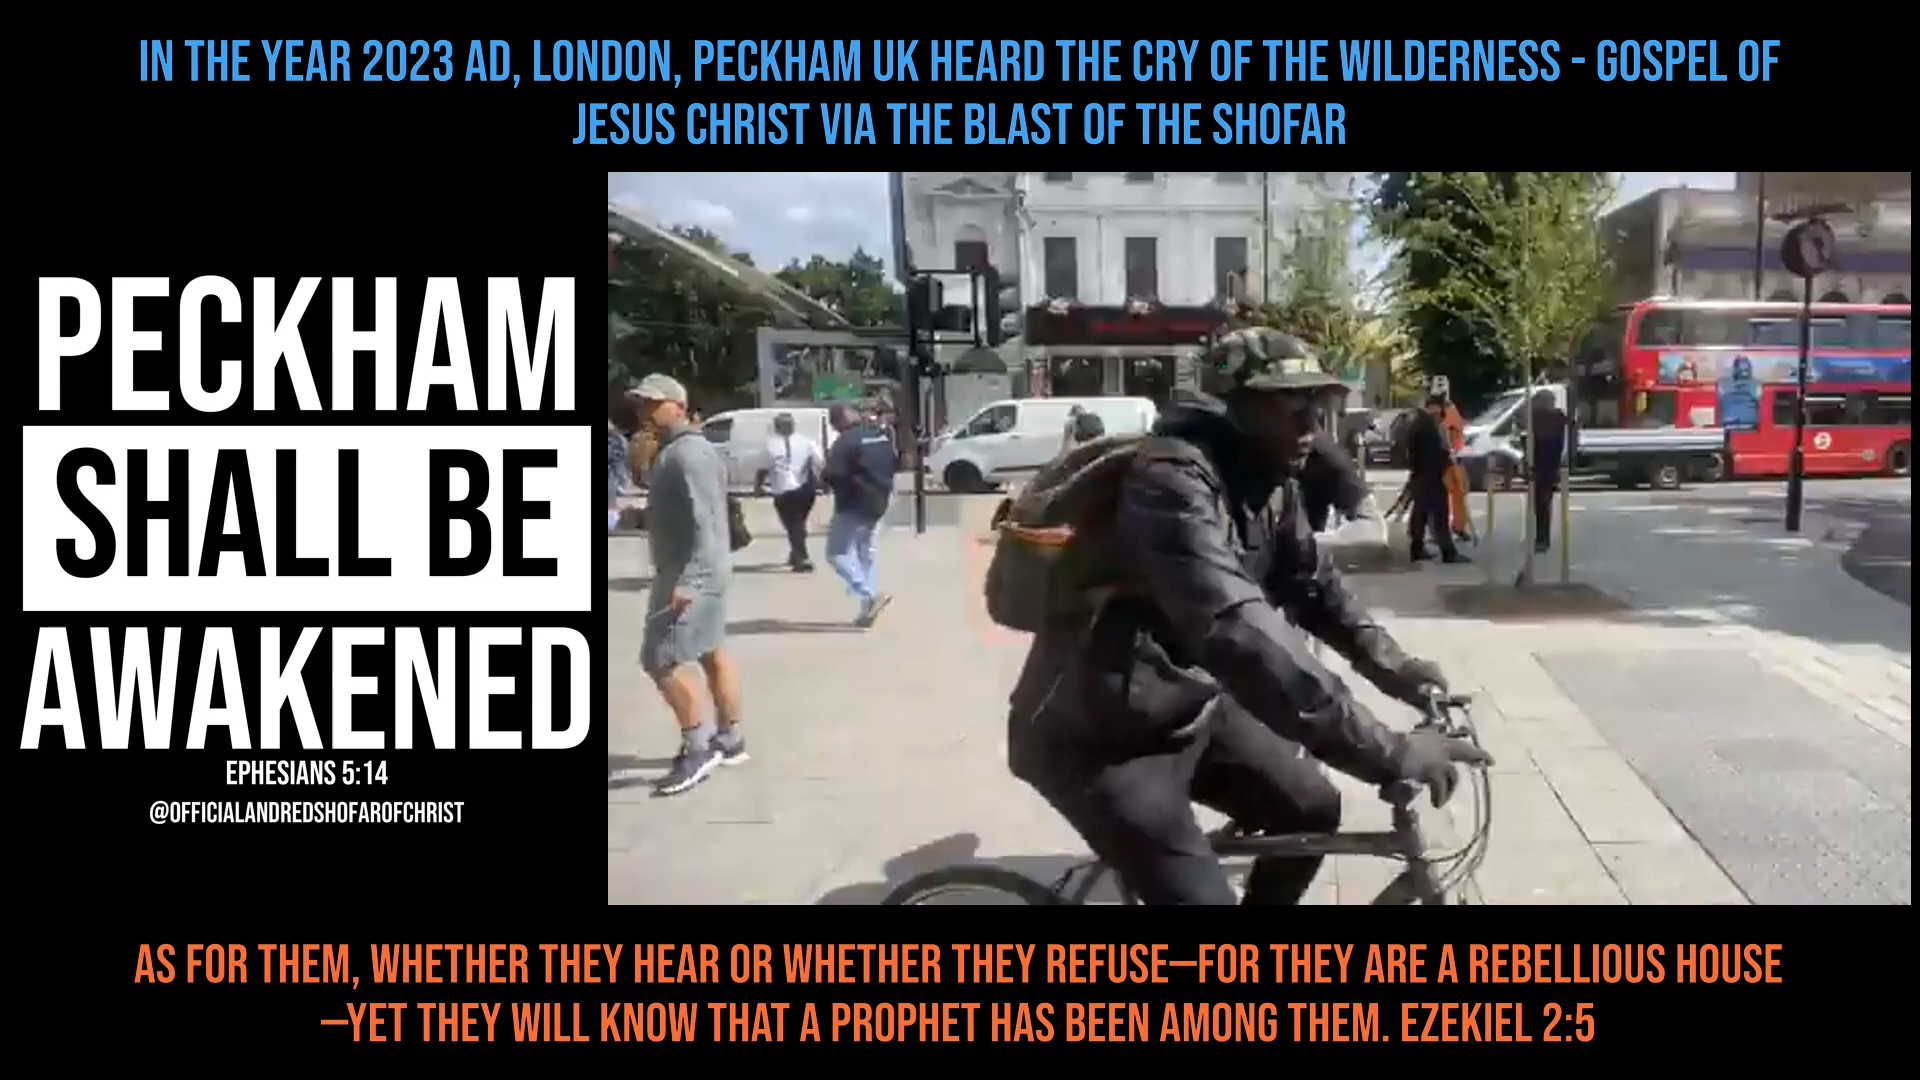 IN THE YEAR 2023 AD, LONDON, PECKHAM UK HEARD THE CRY OF THE WILDERNESS - GOSPEL OF
JESUS CHRIST VIA THE BLAST OF THE SHOFAR
PECKHAM
SHALL BE
AWAKENED
EPHESIANS 5:14
@OFFICIALANDREDSHOFAROFCHRIST
AS FOR THEM, WHETHER THEY HEAR OR WHETHER THEY REFUSE—FOR THEY ARE A REBELLIOUS HOUSE
—YET THEY WILL KNOW THAT A PROPHET HAS BEEN AMONG THEM. EZEKIEL 2:5